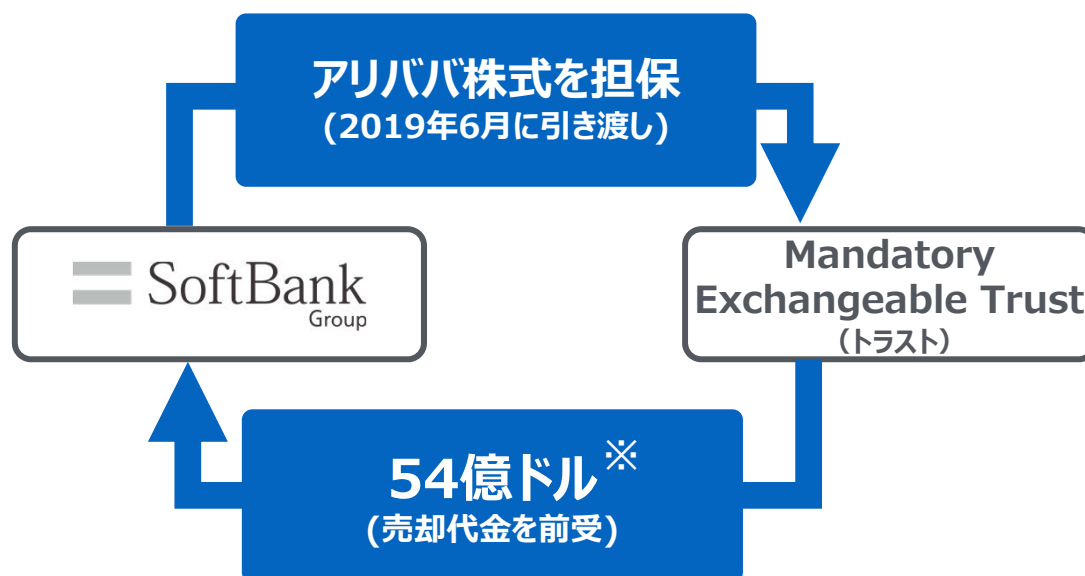 アリババ株式を担保
(2019年6月に引き渡し)
SoftBank
Group
Mandatory
Exchangeable Trust
（トラスト）
54億ドル※
(売却代金を前受)